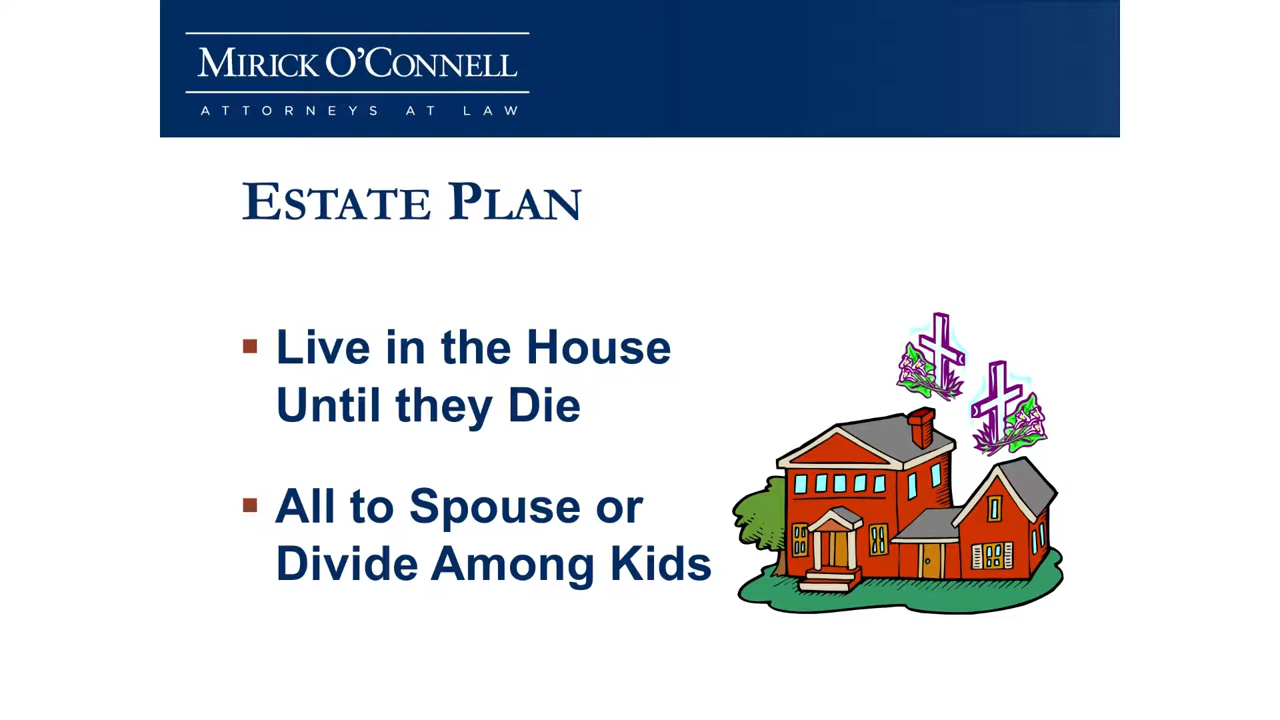 MIRICK O'CONNELL
ATTORNEYS AT LAW
ESTATE PLAN
▪ Live in the House
Until they Die
▪ All to Spouse or
Divide Among Kids